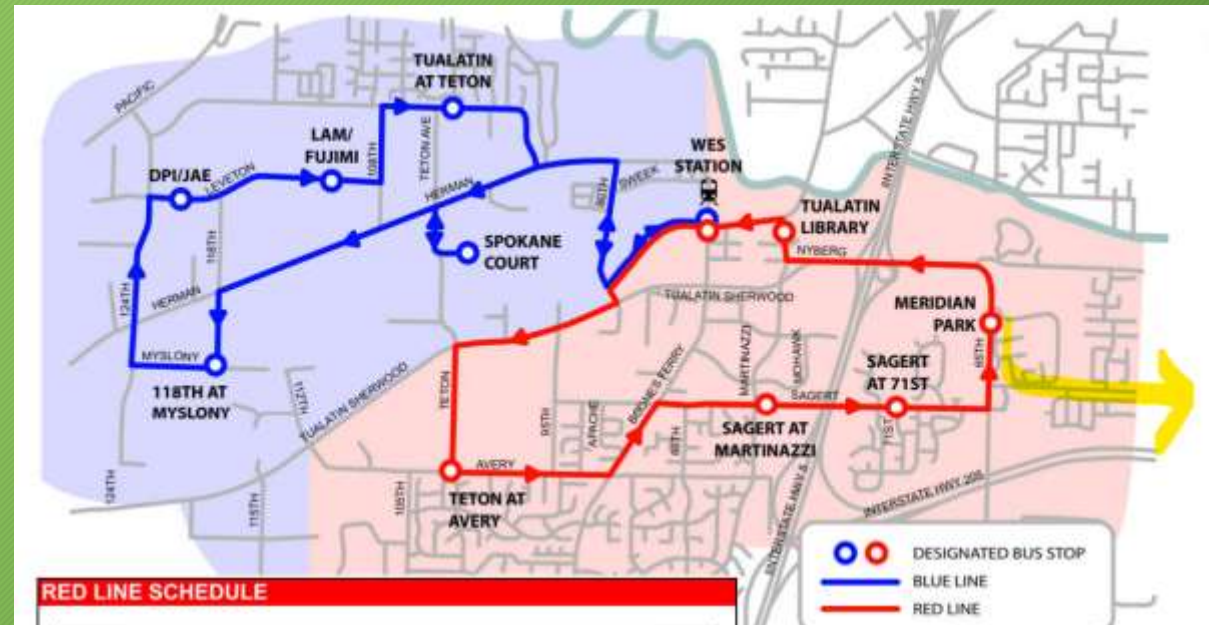 PACIFIC
TUALATIN
AT TETON
LAM/
FUJIMI
108TH
TETON AVE
DPI/JAE
LEVETON
HERMAN
90TH
SWEEK
WES
STATION
INTERSTATE HWY 5
TUALATIN
LIBRARY
NYBERG
118TH
SPOKANE
COURT
124TH
HERMAN
TUALATIN SHERWOOD
MERIDIAN
PARK
MYSLONY
118TH AT
MYSLONY
112TH
TUALATIN SHERWOOD
TETON
95TH
APACHE
BOONES FERRY
MARTINAZZI
MOHAWK
SAGERT
SAGERT
AT 71ST
65TH
71ST
SAGERT AT
MARTINAZZI
AVERY
TETON AT
AVERY
105TH
124TH
115TH
INTERSTATE HWY 5
INTERSTATE HWY 205
DESIGNATED BUS STOP
BLUE LINE
RED LINE
RED LINE SCHEDULE